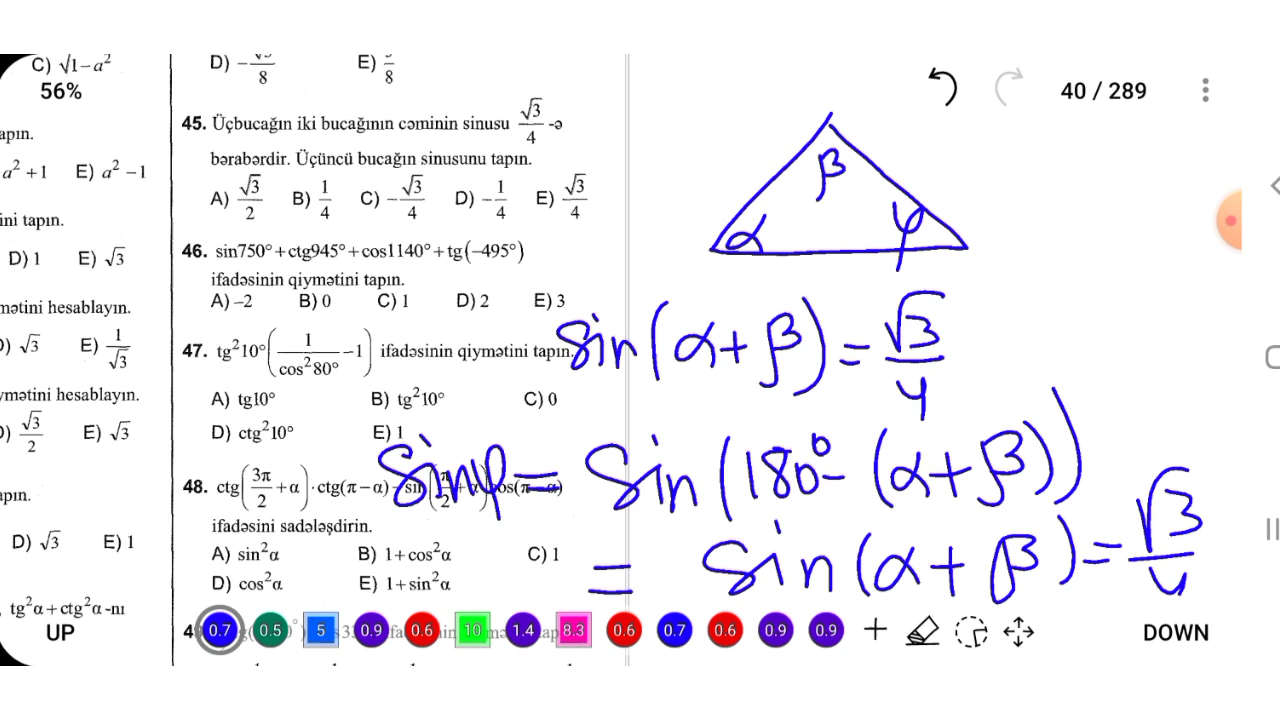 C) √1−a²
56%
apın.
a² +1 E) a² −1
ini tapın.
D) 1 E) √3
mətini hesablayın.
D) √3 E) 1/√3
ymətini hesablayın.
D) √3/2 E) √3
apın.
D) √3 E) 1
tg²α+ctg²α -nı
UP
45. Üçbucağın iki bucağının cəminin sinusu √3/4 -ə
bərabərdir. Üçüncü bucağın sinusunu tapın.
A) √3/2 B) 1/4 C) −√3/4 D) −1/4 E) √3/4
46. sin750°+ctg945°+cos1140°+tg(−495°)
ifadəsinin qiymətini tapın.
A) −2 B) 0 C) 1 D) 2 E) 3
47. tg²10°(1/cos²80° −1) ifadəsinin qiymətini tapın.
A) tg10° B) tg²10° C) 0
D) ctg²10° E) 1
48. ctg(3π/2 +α)·ctg(π−α)
ifadəsini sadələşdirin.
A) sin²α B) 1+cos²α C) 1
D) cos²α E) 1+sin²α
0.7 0.5 5 0.9 0.6 10 1.4 8.3 0.6 0.7 0.6 0.9 0.9 +
40 / 289
β
α φ
sin(α+β)=√3/4
sinφ= sin(180°−(α+β))
= sin(α+β)=√3/4
DOWN